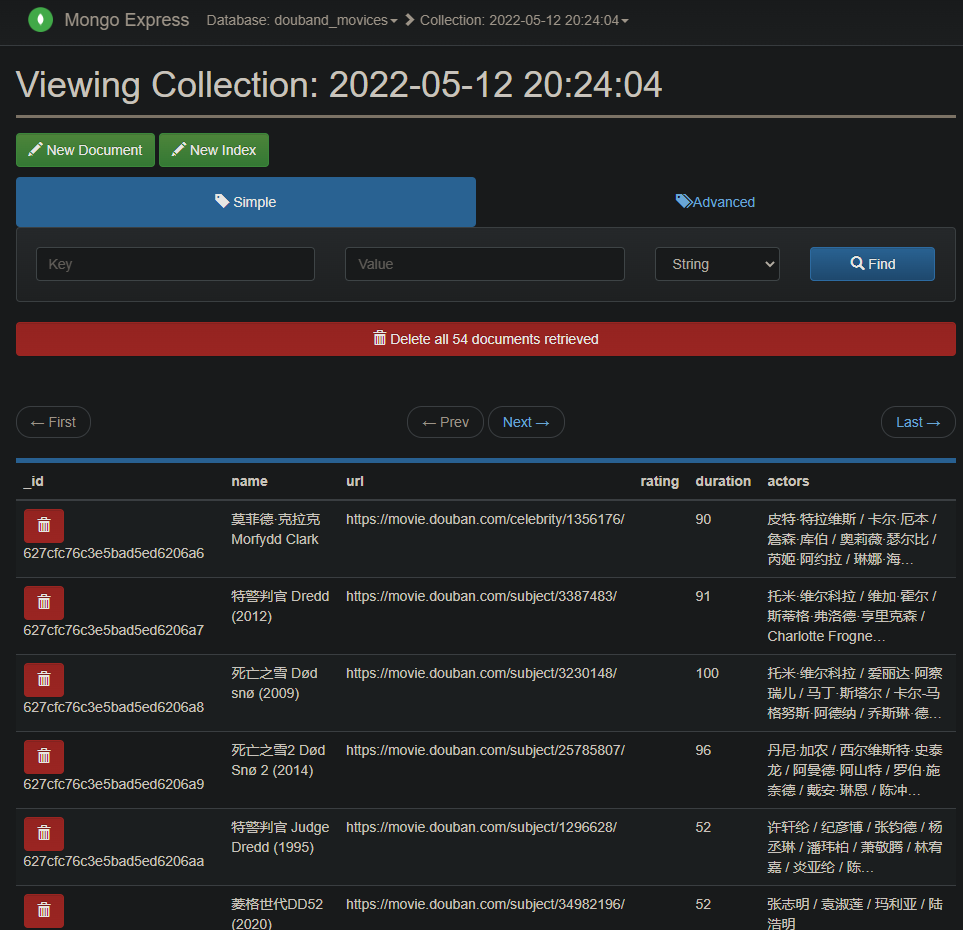 Mongo Express Database: douband_movices Collection: 2022-05-12 20:24:04
Viewing Collection: 2022-05-12 20:24:04
New Document New Index
Simple Advanced
Key Value String Find
Delete all 54 documents retrieved
← First ← Prev Next → Last →
_id name url rating duration actors
莫菲德·克拉克 https://movie.douban.com/celebrity/1356176/ 90 皮特·特拉维斯 / 卡尔·厄本 /
Morfydd Clark 詹森·库伯 / 奥莉薇·瑟尔比 /
627cfc76c3e5bad5ed6206a6 芮姬·阿约拉 / 琳娜·海…
特警判官 Dredd https://movie.douban.com/subject/3387483/ 91 托米·维尔科拉 / 维加·霍尔 /
(2012) 斯蒂格·弗洛德·亨里克森 /
627cfc76c3e5bad5ed6206a7 Charlotte Frogne…
死亡之雪 Død https://movie.douban.com/subject/3230148/ 100 托米·维尔科拉 / 爱丽达·阿察
snø (2009) 瑞儿 / 马丁·斯塔尔 / 卡尔-马
627cfc76c3e5bad5ed6206a8 格努斯·阿德纳 / 乔斯琳·德…
死亡之雪2 Død https://movie.douban.com/subject/25785807/ 96 丹尼·加农 / 西尔维斯特·史泰
Snø 2 (2014) 龙 / 阿曼德·阿山特 / 罗伯·施
627cfc76c3e5bad5ed6206a9 奈德 / 戴安·琳恩 / 陈冲…
特警判官 Judge https://movie.douban.com/subject/1296628/ 52 许轩纶 / 纪彦博 / 张钧德 / 杨
Dredd (1995) 丞琳 / 潘玮柏 / 萧敬腾 / 林宥
627cfc76c3e5bad5ed6206aa 嘉 / 炎亚纶 / 陈…
菱格世代DD52 https://movie.douban.com/subject/34982196/ 52 张志明 / 袁淑莲 / 玛利亚 / 陆
(2020) 浩明